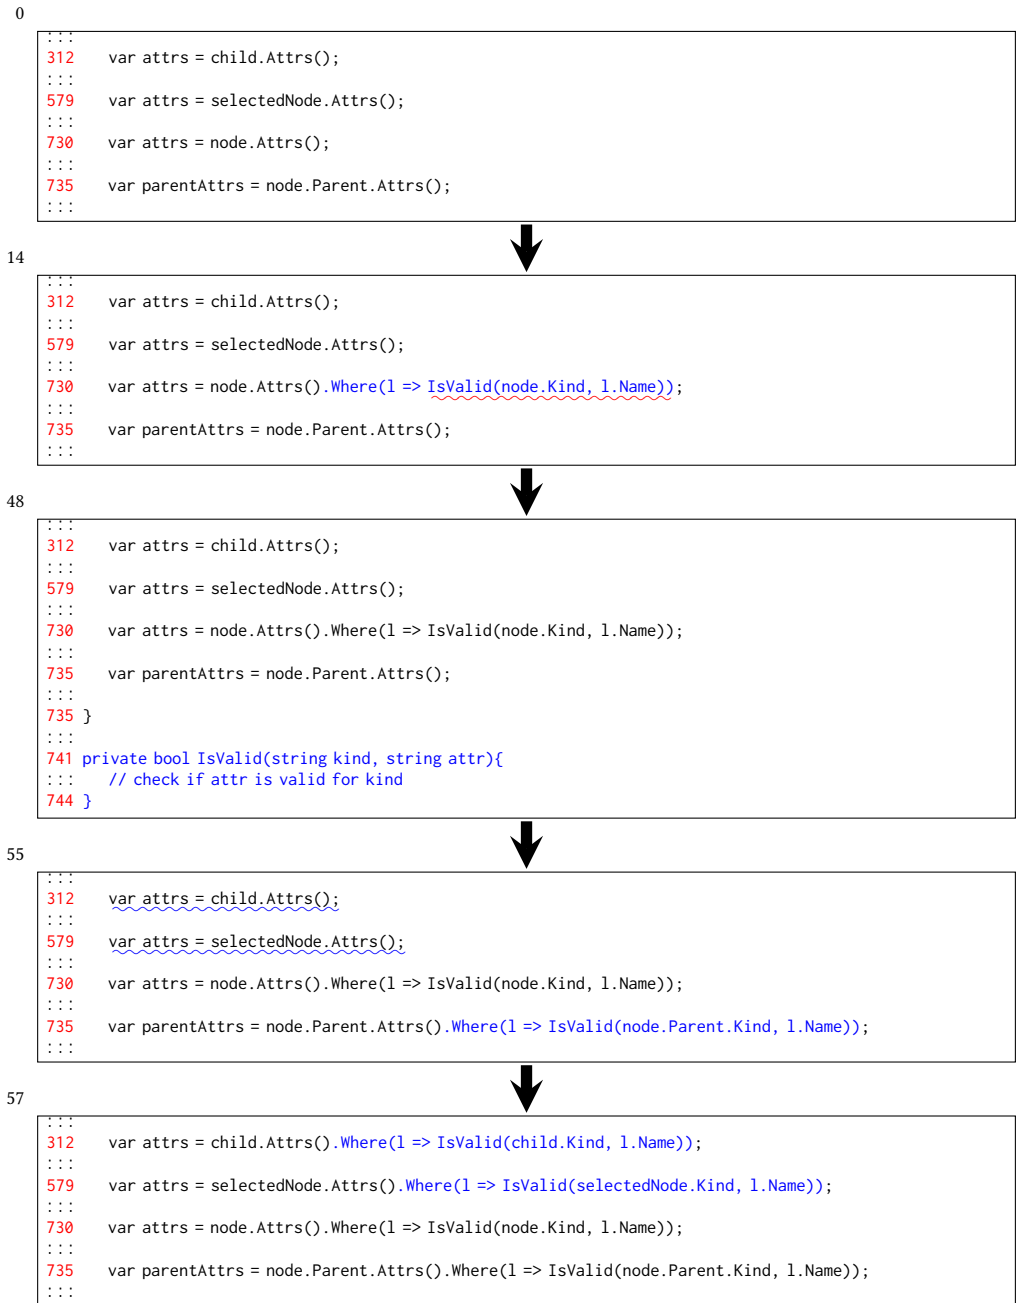 0
:::
312 var attrs = child.Attrs();
:::
579 var attrs = selectedNode.Attrs();
:::
730 var attrs = node.Attrs();
:::
735 var parentAttrs = node.Parent.Attrs();
:::
14
:::
312 var attrs = child.Attrs();
:::
579 var attrs = selectedNode.Attrs();
:::
730 var attrs = node.Attrs().Where(l => IsValid(node.Kind, l.Name));
:::
735 var parentAttrs = node.Parent.Attrs();
:::
48
:::
312 var attrs = child.Attrs();
:::
579 var attrs = selectedNode.Attrs();
:::
730 var attrs = node.Attrs().Where(l => IsValid(node.Kind, l.Name));
:::
735 var parentAttrs = node.Parent.Attrs();
:::
735 }
:::
741 private bool IsValid(string kind, string attr){
::: // check if attr is valid for kind
744 }
55
:::
312 var attrs = child.Attrs();
:::
579 var attrs = selectedNode.Attrs();
:::
730 var attrs = node.Attrs().Where(l => IsValid(node.Kind, l.Name));
:::
735 var parentAttrs = node.Parent.Attrs().Where(l => IsValid(node.Parent.Kind, l.Name));
:::
57
:::
312 var attrs = child.Attrs().Where(l => IsValid(child.Kind, l.Name));
:::
579 var attrs = selectedNode.Attrs().Where(l => IsValid(selectedNode.Kind, l.Name));
:::
730 var attrs = node.Attrs().Where(l => IsValid(node.Kind, l.Name));
:::
735 var parentAttrs = node.Parent.Attrs().Where(l => IsValid(node.Parent.Kind, l.Name));
:::